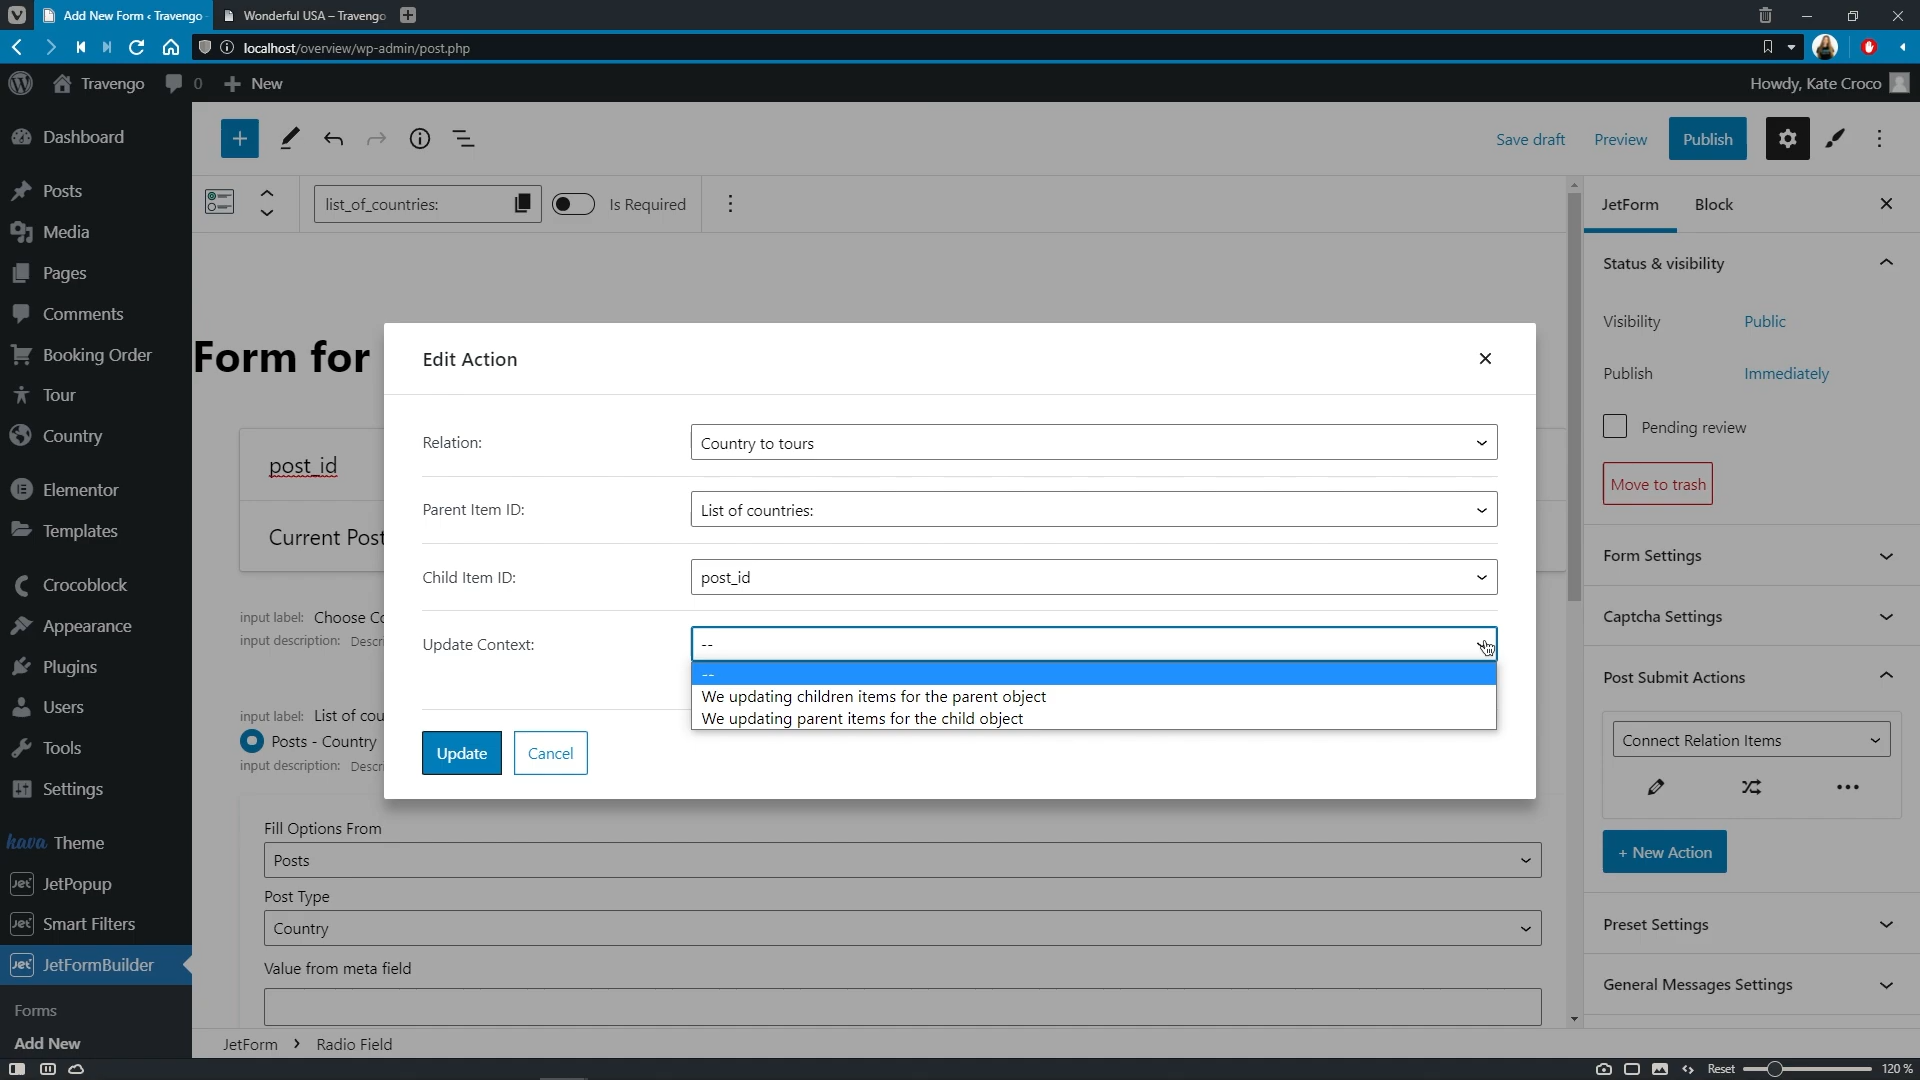 Add New Form ‹ Travengo
Wonderful USA – Travengo
localhost/overview/wp-admin/post.php
Travengo
0
New
Howdy, Kate Croco
Dashboard
Posts
Media
Pages
Comments
Booking Order
Tour
Country
Elementor
Templates
Crocoblock
Appearance
Plugins
Users
Tools
Settings
hava Theme
Jet JetPopup
Jet Smart Filters
Jet JetFormBuilder
Forms
Add New
Save draft
Preview
Publish
list_of_countries:
Is Required
Form for
post_id
Current Post
input label: Choose Co
input description: Descri
input label: List of cou
Posts - Country
input description: Descri
Fill Options From
Posts
Post Type
Country
Value from meta field
JetForm
Radio Field
Edit Action
Relation:
Country to tours
Parent Item ID:
List of countries:
Child Item ID:
post_id
Update Context:
--
--
We updating children items for the parent object
We updating parent items for the child object
Update
Cancel
JetForm
Block
Status & visibility
Visibility
Public
Publish
Immediately
Pending review
Move to trash
Form Settings
Captcha Settings
Post Submit Actions
Connect Relation Items
+ New Action
Preset Settings
General Messages Settings
Reset
120 %